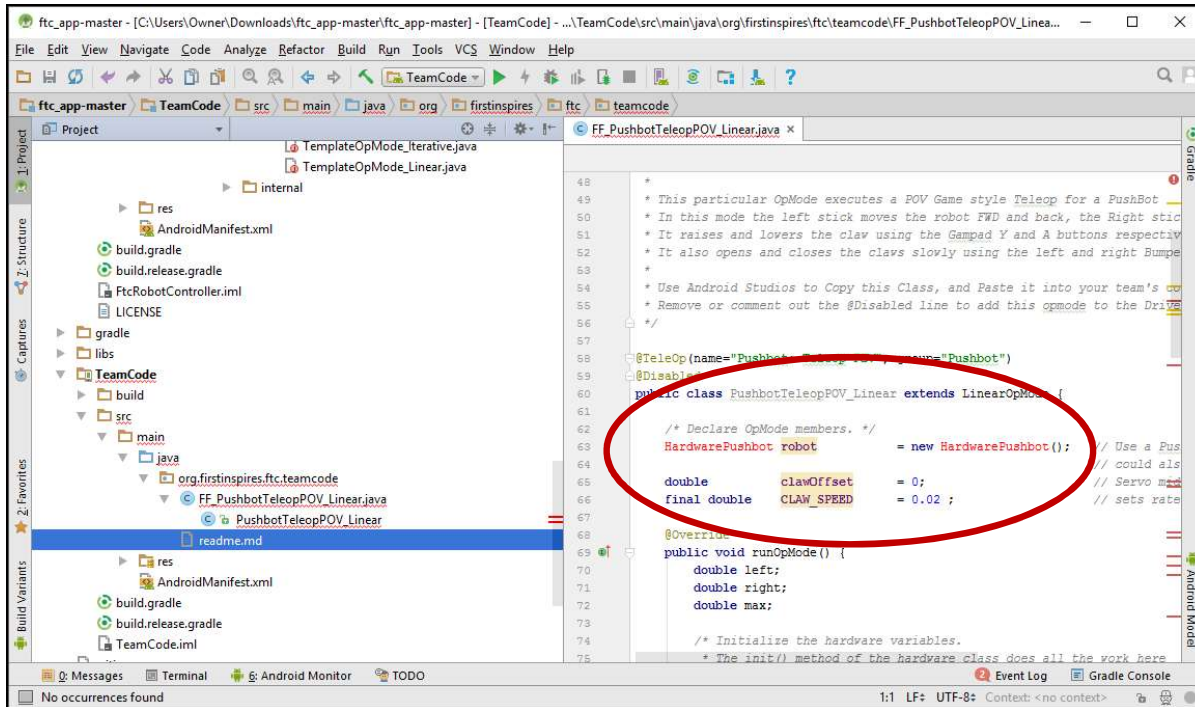 ftc_app-master - [C:\Users\Owner\Downloads\ftc_app-master\ftc_app-master] - [TeamCode] - ...\TeamCode\src\main\java\org\firstinspires\ftc\teamcode\FF_PushbotTeleopPOV_Linea...
File Edit View Navigate Code Analyze Refactor Build Run Tools VCS Window Help
TeamCode
ftc_app-master TeamCode src main java org firstinspires ftc teamcode
1: Project
Z: Structure
Captures
2: Favorites
Build Variants
Project
TemplateOpMode_Iterative.java
TemplateOpMode_Linear.java
internal
res
AndroidManifest.xml
build.gradle
build.release.gradle
FtcRobotController.iml
LICENSE
gradle
libs
TeamCode
build
src
main
java
org.firstinspires.ftc.teamcode
FF_PushbotTeleopPOV_Linear.java
PushbotTeleopPOV_Linear
readme.md
res
AndroidManifest.xml
build.gradle
build.release.gradle
TeamCode.iml
FF_PushbotTeleopPOV_Linear.java
48 *
49 * This particular OpMode executes a POV Game style Teleop for a PushBot
50 * In this mode the left stick moves the robot FWD and back, the Right stic
51 * It raises and lowers the claw using the Gampad Y and A buttons respectiv
52 * It also opens and closes the claws slowly using the left and right Bumpe
53 *
54 * Use Android Studios to Copy this Class, and Paste it into your team's co
55 * Remove or comment out the @Disabled line to add this opmode to the Drive
56 */
57
58 @TeleOp(name="Pushbot: group="Pushbot")
59 @Disabled
60 public class PushbotTeleopPOV_Linear extends LinearOpMode {
61
62 /* Declare OpMode members. */
63 HardwarePushbot robot = new HardwarePushbot(); // Use a Pus
64 // could als
65 double clawOffset = 0; // Servo mid
66 final double CLAW_SPEED = 0.02 ; // sets rate
67
68 @Override
69 public void runOpMode() {
70 double left;
71 double right;
72 double max;
73
74 /* Initialize the hardware variables.
75 * The init() method of the hardware class does all the work here
Gradle
Android Model
0: Messages Terminal 6: Android Monitor TODO 2 Event Log Gradle Console
No occurrences found 1:1 LF÷ UTF-8÷ Context: <no context>